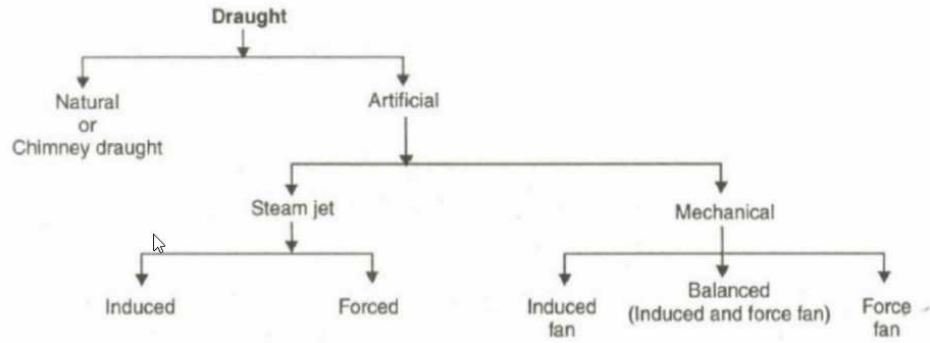 Draught
Natural
or
Chimney draught
Artificial
Steam jet
Mechanical
Induced
Forced
Induced
fan
Balanced
(Induced and force fan)
Force
fan